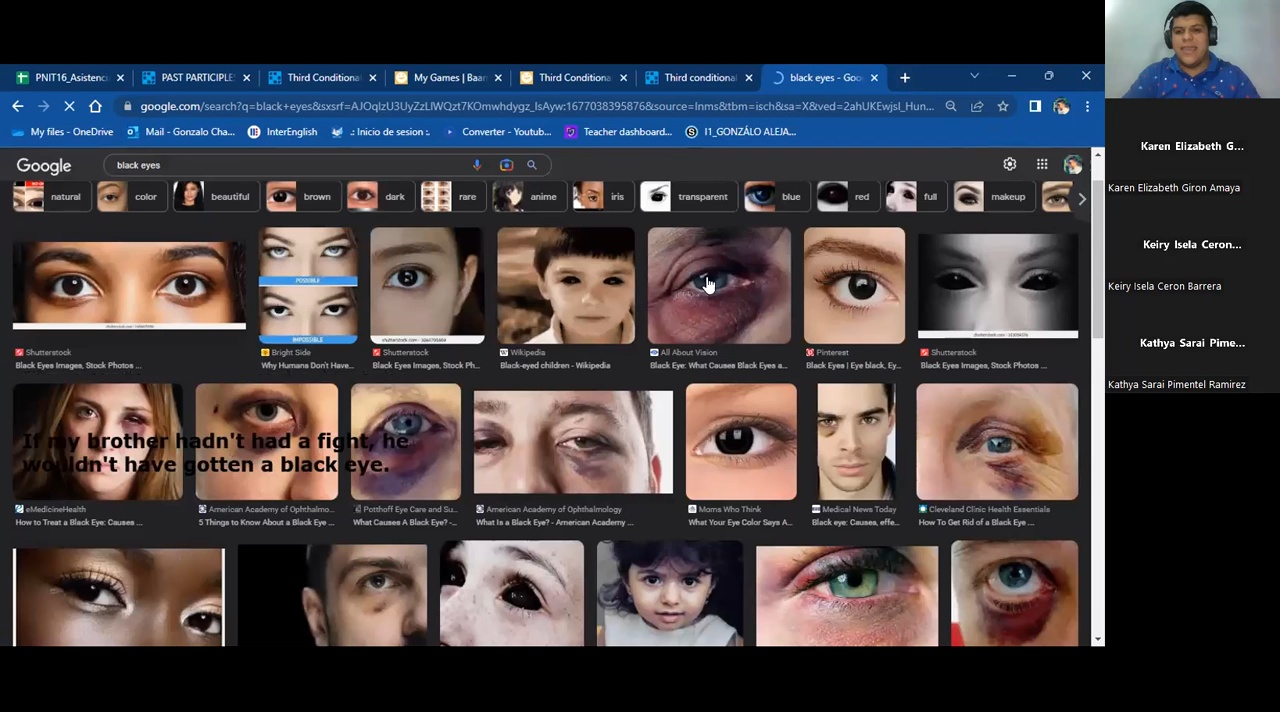 PNIT16_Asistenc
PAST PARTICIPLE
Third Conditional
My Games | Baam
Third Conditiona
Third conditional
black eyes - Goo
google.com/search?q=black+eyes&sxsrf=AJOqlzU3UyZzLIWQzt7KOmwhdygz_IsAyw:1677038395876&source=lnms&tbm=isch&sa=X&ved=2ahUKEwjsI_Hun...
My files - OneDrive
Mail - Gonzalo Cha...
InterEnglish
.: Inicio de sesion :.
Converter - Youtub...
Teacher dashboard...
I1_GONZÁLO ALEJA...
Google
black eyes
natural
color
beautiful
brown
dark
rare
anime
iris
transparent
blue
red
full
makeup
POSSIBLE
IMPOSSIBLE
Shutterstock
Black Eyes Images, Stock Photos ...
Bright Side
Why Humans Don't Have...
Shutterstock
Black Eyes Images, Stock Ph...
Wikipedia
Black-eyed children - Wikipedia
All About Vision
Black Eye: What Causes Black Eyes a...
Pinterest
Black Eyes | Eye black, Ey...
Shutterstock
Black Eyes Images, Stock Photos ...
If my brother hadn't had a fight, he
wouldn't have gotten a black eye.
eMedicineHealth
How to Treat a Black Eye: Causes ...
American Academy of Ophthalmo...
5 Things to Know About a Black Eye ...
Potthoff Eye Care and Su...
What Causes A Black Eye? -...
American Academy of Ophthalmology
What Is a Black Eye? - American Academy ...
Moms Who Think
What Your Eye Color Says A...
Medical News Today
Black eye: Causes, effe...
Cleveland Clinic Health Essentials
How To Get Rid of a Black Eye ...
Karen Elizabeth G...
Karen Elizabeth Giron Amaya
Keiry Isela Ceron...
Keiry Isela Ceron Barrera
Kathya Sarai Pime...
Kathya Sarai Pimentel Ramirez